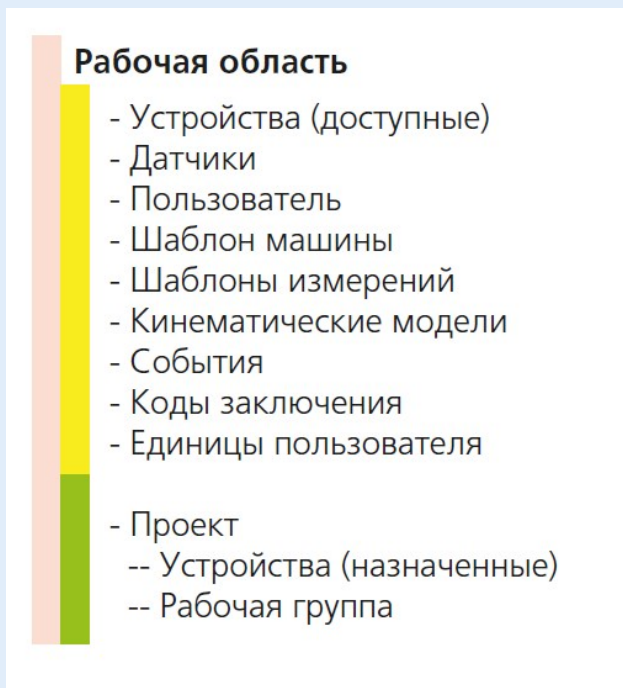 Рабочая область
- Устройства (доступные)
- Датчики
- Пользователь
- Шаблон машины
- Шаблоны измерений
- Кинематические модели
- События
- Коды заключения
- Единицы пользователя
- Проект
-- Устройства (назначенные)
-- Рабочая группа